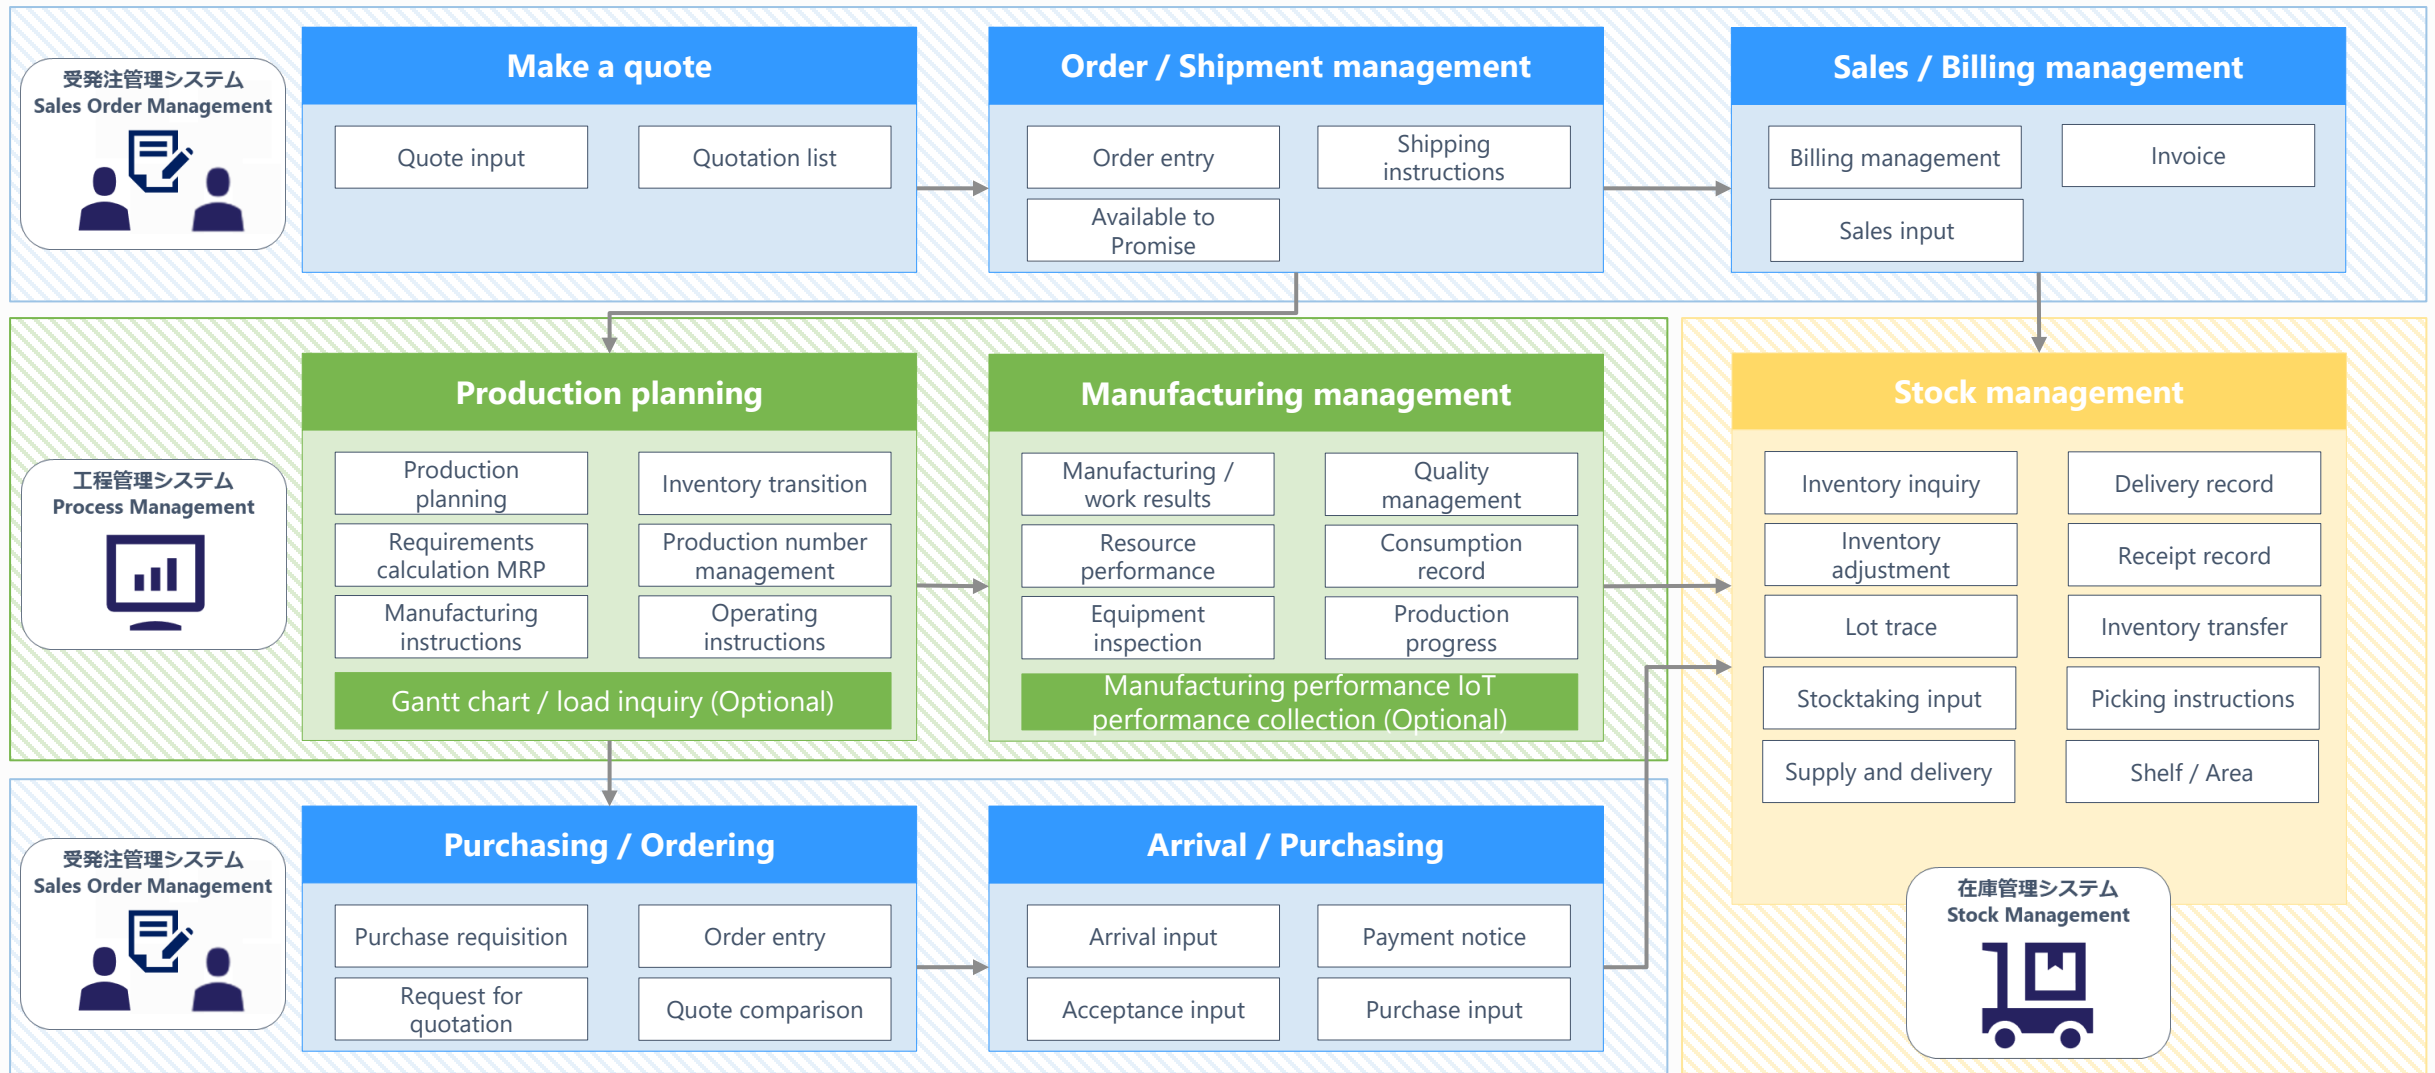 受発注管理システム
Sales Order Management
Make a quote
Quote input
Quotation list
Order / Shipment management
Order entry
Shipping
instructions
Available to
Promise
Sales / Billing management
Billing management
Invoice
Sales input
工程管理システム
Process Management
Production planning
Production
planning
Inventory transition
Requirements
calculation MRP
Production number
management
Manufacturing
instructions
Operating
instructions
Gantt chart / load inquiry (Optional)
Manufacturing management
Manufacturing /
work results
Quality
management
Resource
performance
Consumption
record
Equipment
inspection
Production
progress
Manufacturing performance IoT
performance collection (Optional)
Stock management
Inventory inquiry
Delivery record
Inventory
adjustment
Receipt record
Lot trace
Inventory transfer
Stocktaking input
Picking instructions
Supply and delivery
Shelf / Area
在庫管理システム
Stock Management
受発注管理システム
Sales Order Management
Purchasing / Ordering
Purchase requisition
Order entry
Request for
quotation
Quote comparison
Arrival / Purchasing
Arrival input
Payment notice
Acceptance input
Purchase input